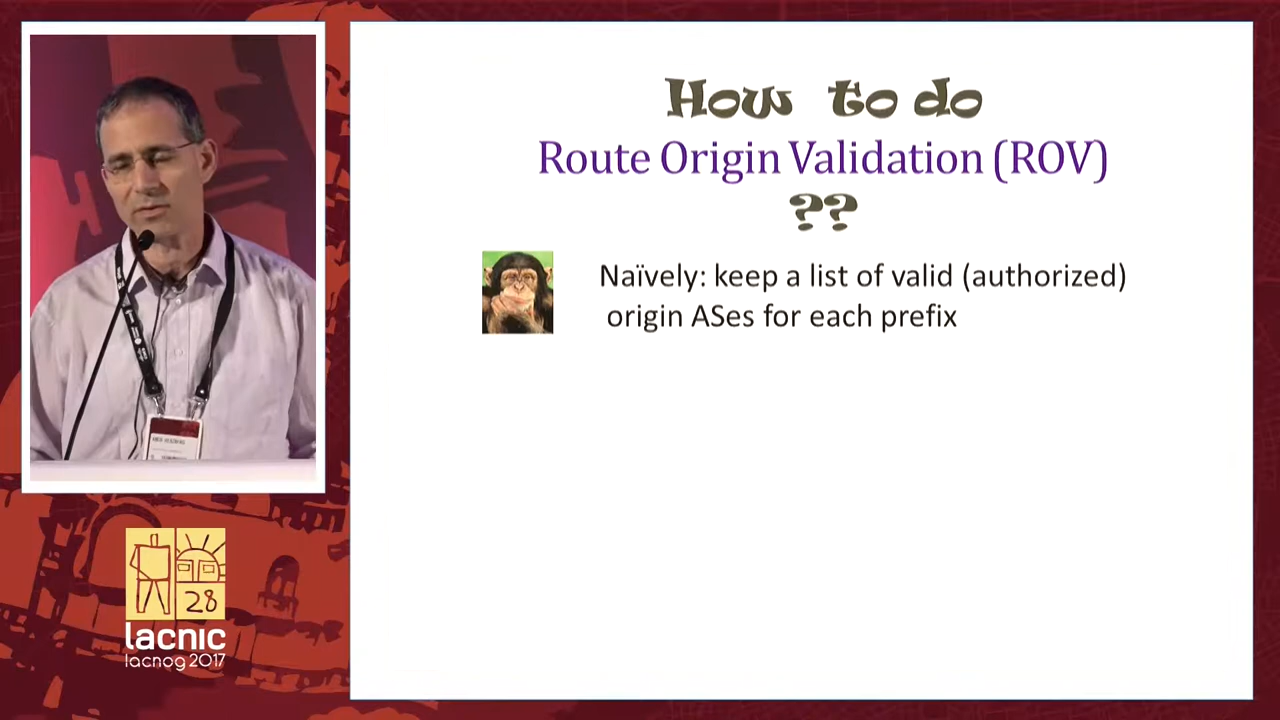 How to do
Route Origin Validation (ROV)
??
Naïvely: keep a list of valid (authorized)
origin ASes for each prefix
28
lacnic
lacnog 2017